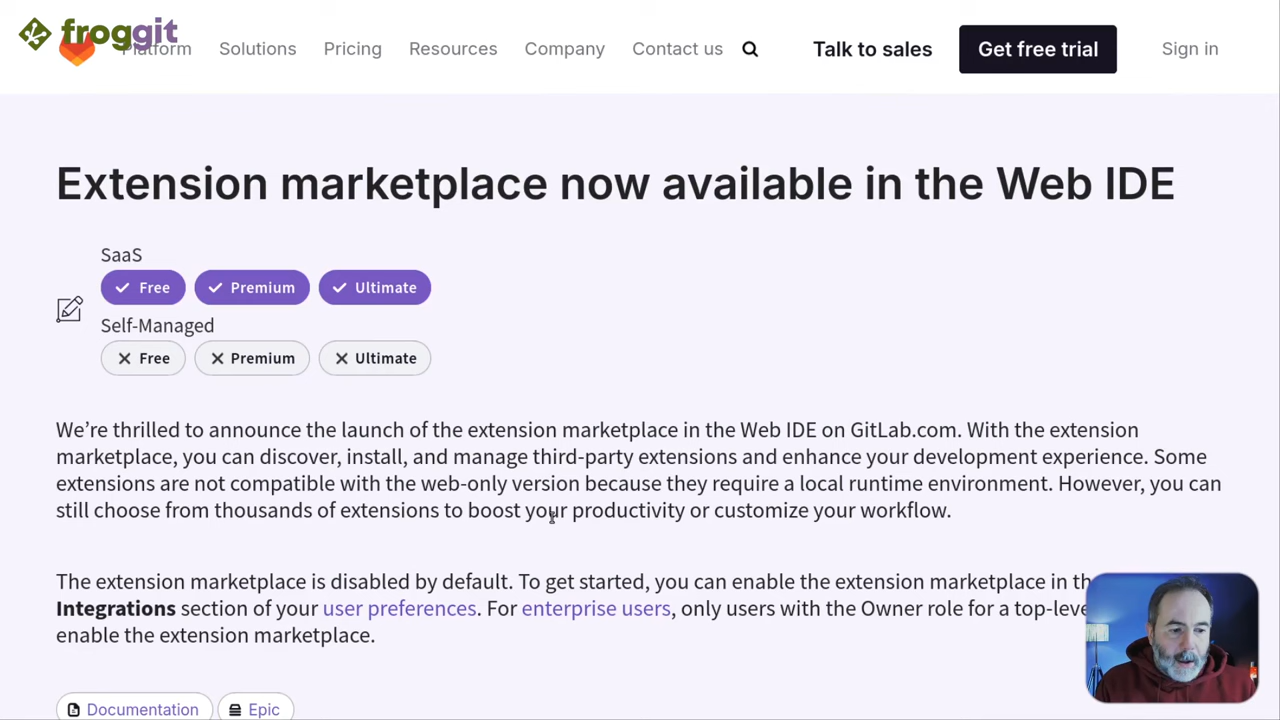 froggit
Platform Solutions Pricing Resources Company Contact us Talk to sales Get free trial Sign in
Extension marketplace now available in the Web IDE
SaaS
Free Premium Ultimate
Self-Managed
Free Premium Ultimate
We’re thrilled to announce the launch of the extension marketplace in the Web IDE on GitLab.com. With the extension
marketplace, you can discover, install, and manage third-party extensions and enhance your development experience. Some
extensions are not compatible with the web-only version because they require a local runtime environment. However, you can
still choose from thousands of extensions to boost your productivity or customize your workflow.
The extension marketplace is disabled by default. To get started, you can enable the extension marketplace in
Integrations section of your user preferences. For enterprise users, only users with the Owner role for a
enable the extension marketplace.
Documentation Epic